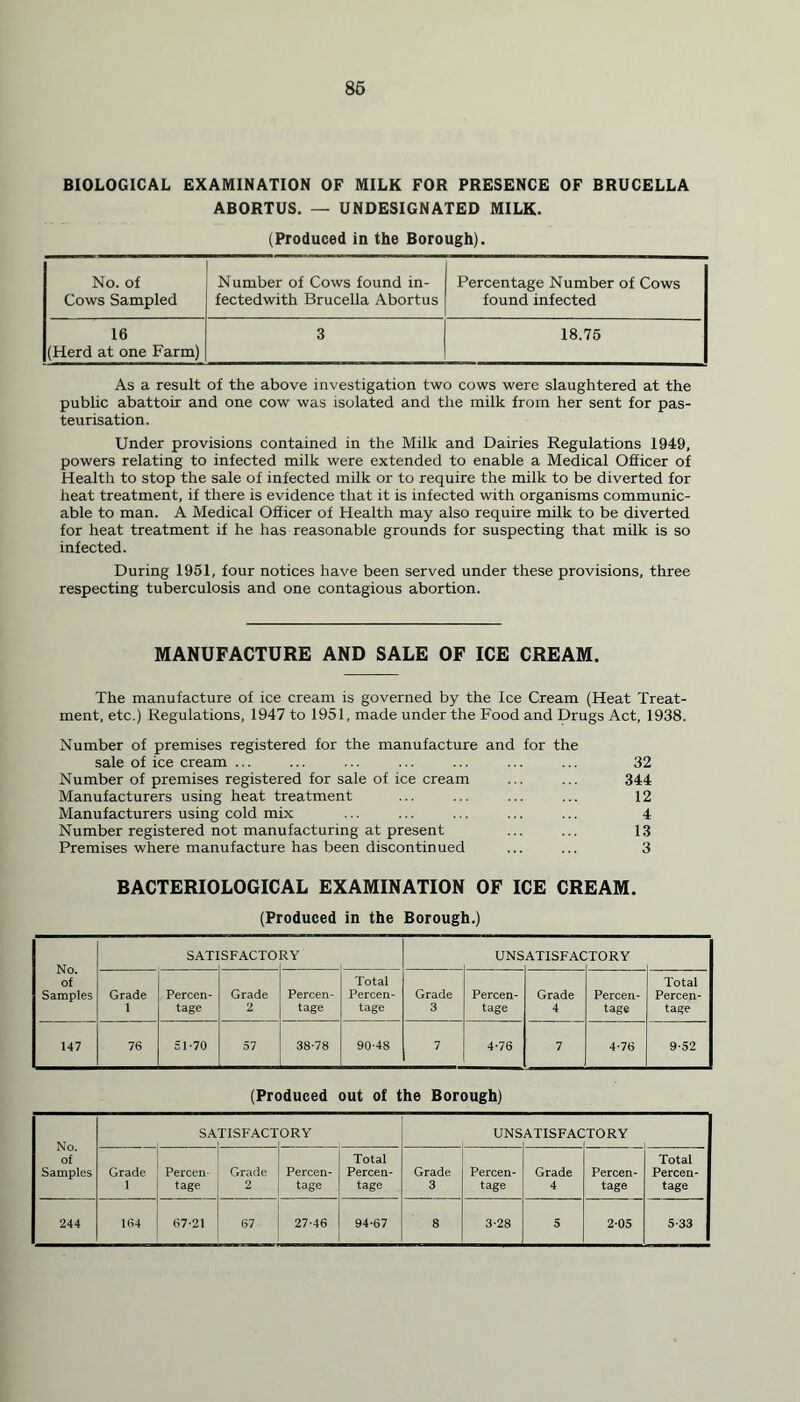 85
BIOLOGICAL EXAMINATION OF MILK FOR PRESENCE OF BRUCELLA
ABORTUS. — UNDESIGNATED MILK.
(Produced in the Borough).
No. of Cows Sampled | Number of Cows found in-fectedwith Brucella Abortus | Percentage Number of Cows found infected
16 (Herd at one Farm) | 3 | 18.75
As a result of the above investigation two cows were slaughtered at the
public abattoir and one cow was isolated and the milk from her sent for pas-
teurisation.
Under provisions contained in the Milk and Dairies Regulations 1949,
powers relating to infected milk were extended to enable a Medical Officer of
Health to stop the sale of infected milk or to require the milk to be diverted for
heat treatment, if there is evidence that it is infected with organisms communic-
able to man. A Medical Officer of Health may also require milk to be diverted
for heat treatment if he has reasonable grounds for suspecting that milk is so
infected.
During 1951, four notices have been served under these provisions, three
respecting tuberculosis and one contagious abortion.
MANUFACTURE AND SALE OF ICE CREAM.
The manufacture of ice cream is governed by the Ice Cream (Heat Treat-
ment, etc.) Regulations, 1947 to 1951, made under the Food and Drugs Act, 1938.
Number of premises registered for the manufacture and for the
sale of ice cream ... ... ... ... ... ... ... 32
Number of premises registered for sale of ice cream ... ... 344
Manufacturers using heat treatment ... ... ... ... 12
Manufacturers using cold mix ... ... ... ... ... 4
Number registered not manufacturing at present ... ... 13
Premises where manufacture has been discontinued ... ... 3
BACTERIOLOGICAL EXAMINATION OF ICE CREAM.
(Produced in the Borough.)
No. of Samples | SATISFACTORY | UNSATISFACTORY
Grade 1 | Percen-tage | Grade 2 | Percen-tage | Total Percen-tage | Grade 3 | Percen-tage | Grade 4 | Percen-tage | Total Percen-tage
147 | 76 | 51·70 | 57 | 38·78 | 90·48 | 7 | 4·76 | 7 | 4·76 | 9·52
(Produced out of the Borough)
No. of Samples | SATISFACTORY | UNSATISFACTORY
Grade 1 | Percen-tage | Grade 2 | Percen-tage | Total Percen-tage | Grade 3 | Percen-tage | Grade 4 | Percen-tage | Total Percen-tage
244 | 164 | 67·21 | 67 | 27·46 | 94·67 | 8 | 3·28 | 5 | 2·05 | 5·33